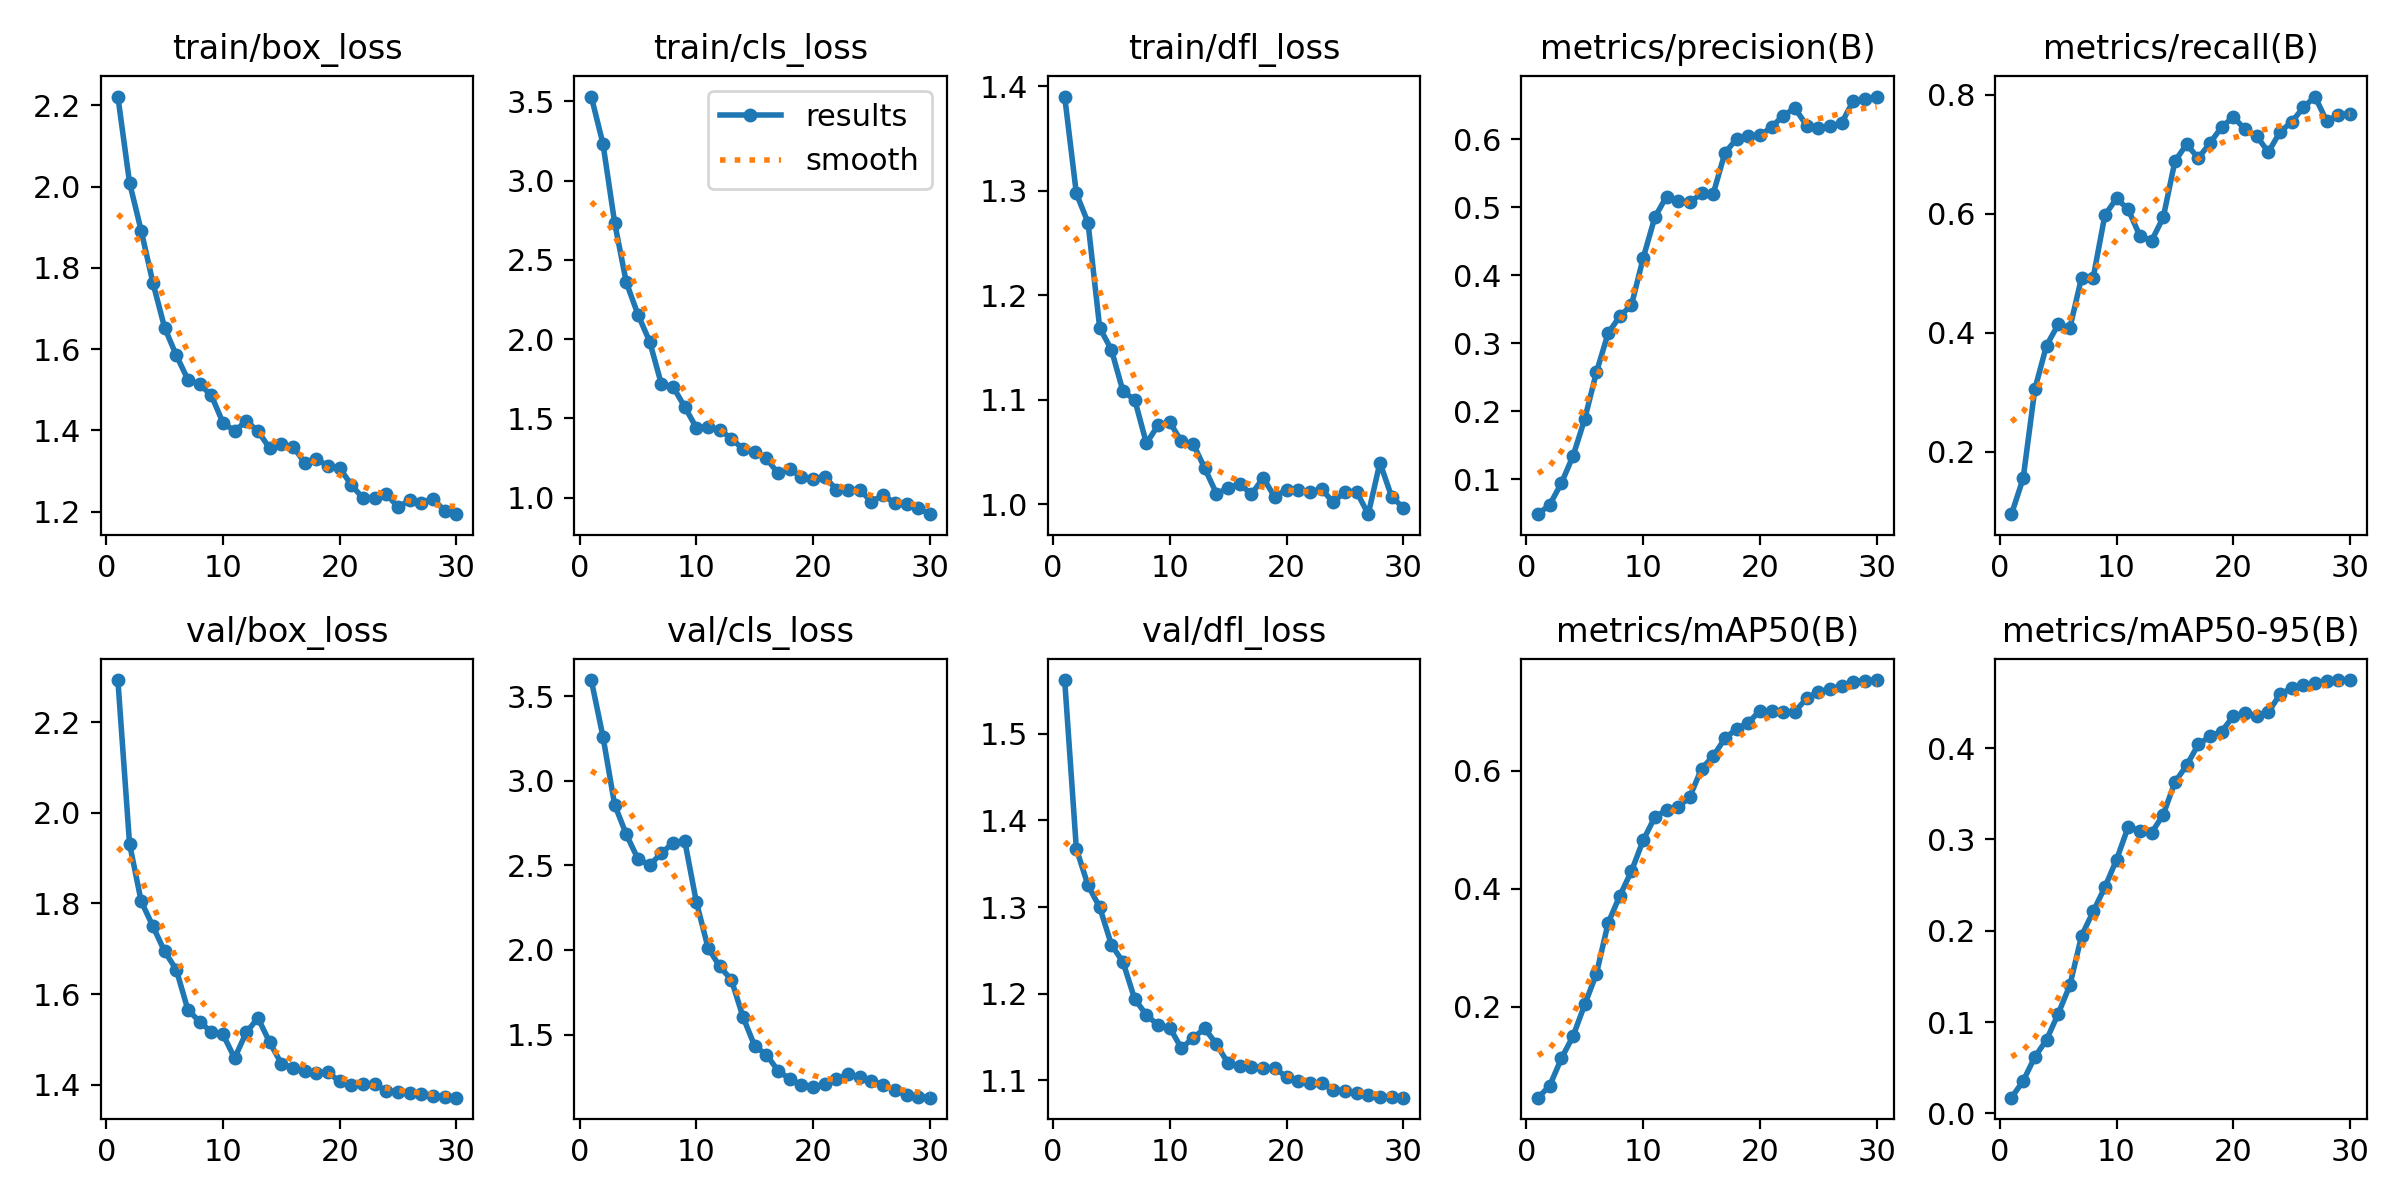 train/box_loss
2.2
2.0
1.8
1.6
1.4
1.2
0 10 20 30
train/cls_loss
results
smooth
3.5
3.0
2.5
2.0
1.5
1.0
0 10 20 30
train/dfl_loss
1.4
1.3
1.2
1.1
1.0
0 10 20 30
metrics/precision(B)
0.6
0.5
0.4
0.3
0.2
0.1
0 10 20 30
metrics/recall(B)
0.8
0.6
0.4
0.2
0 10 20 30
val/box_loss
2.2
2.0
1.8
1.6
1.4
0 10 20 30
val/cls_loss
3.5
3.0
2.5
2.0
1.5
0 10 20 30
val/dfl_loss
1.5
1.4
1.3
1.2
1.1
0 10 20 30
metrics/mAP50(B)
0.6
0.4
0.2
0 10 20 30
metrics/mAP50-95(B)
0.4
0.3
0.2
0.1
0.0
0 10 20 30